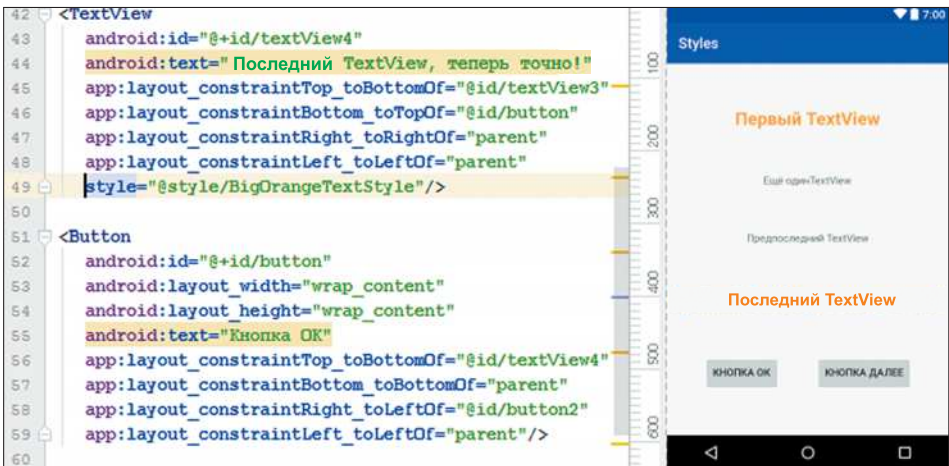 42 <TextView
43 android:id="@+id/textView4"
44 android:text=" Последний TextView, теперь точно!"
45 app:layout_constraintTop_toBottomOf="@id/textView3"
46 app:layout_constraintBottom_toTopOf="@id/button"
47 app:layout_constraintRight_toRightOf="parent"
48 app:layout_constraintLeft_toLeftOf="parent"
49 style="@style/BigOrangeTextStyle"/>
50
51 <Button
52 android:id="@+id/button"
53 android:layout_width="wrap_content"
54 android:layout_height="wrap_content"
55 android:text="Кнопка ОК"
56 app:layout_constraintTop_toBottomOf="@id/textView4"
57 app:layout_constraintBottom_toBottomOf="parent"
58 app:layout_constraintRight_toLeftOf="@id/button2"
59 app:layout_constraintLeft_toLeftOf="parent"/>
60
100
200
300
400
500
600
7:00
Styles
Первый TextView
Ещё одинTextView
Предпоследний TextView
Последний TextView
КНОПКА ОК КНОПКА ДАЛЕЕ